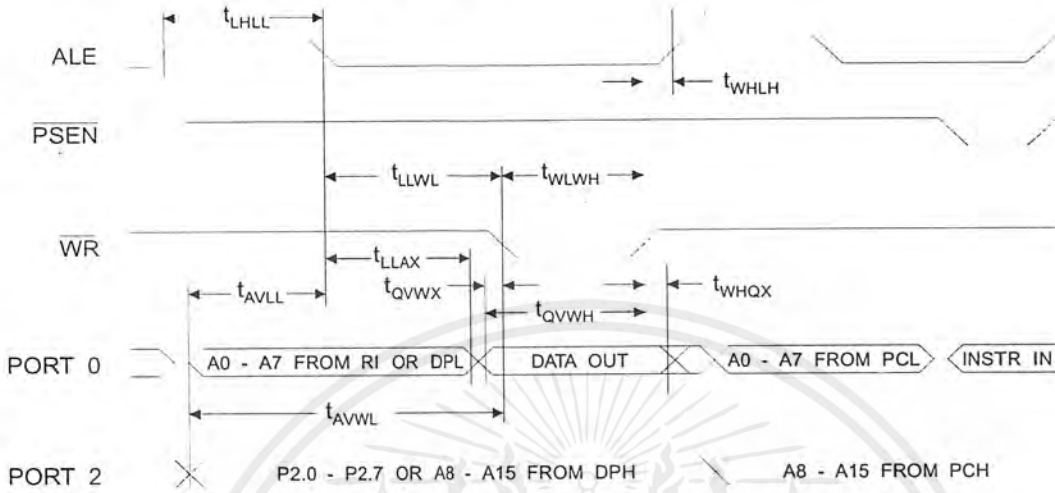 tLHLL
ALE
tWHLH
PSEN
tLLWL
tWLWH
WR
tLLAX
tAVLL
tQVWX
tWHQX
tQVWH
PORT 0
A0 - A7 FROM RI OR DPL
DATA OUT
A0 - A7 FROM PCL
INSTR IN
tAVWL
PORT 2
P2.0 - P2.7 OR A8 - A15 FROM DPH
A8 - A15 FROM PCH